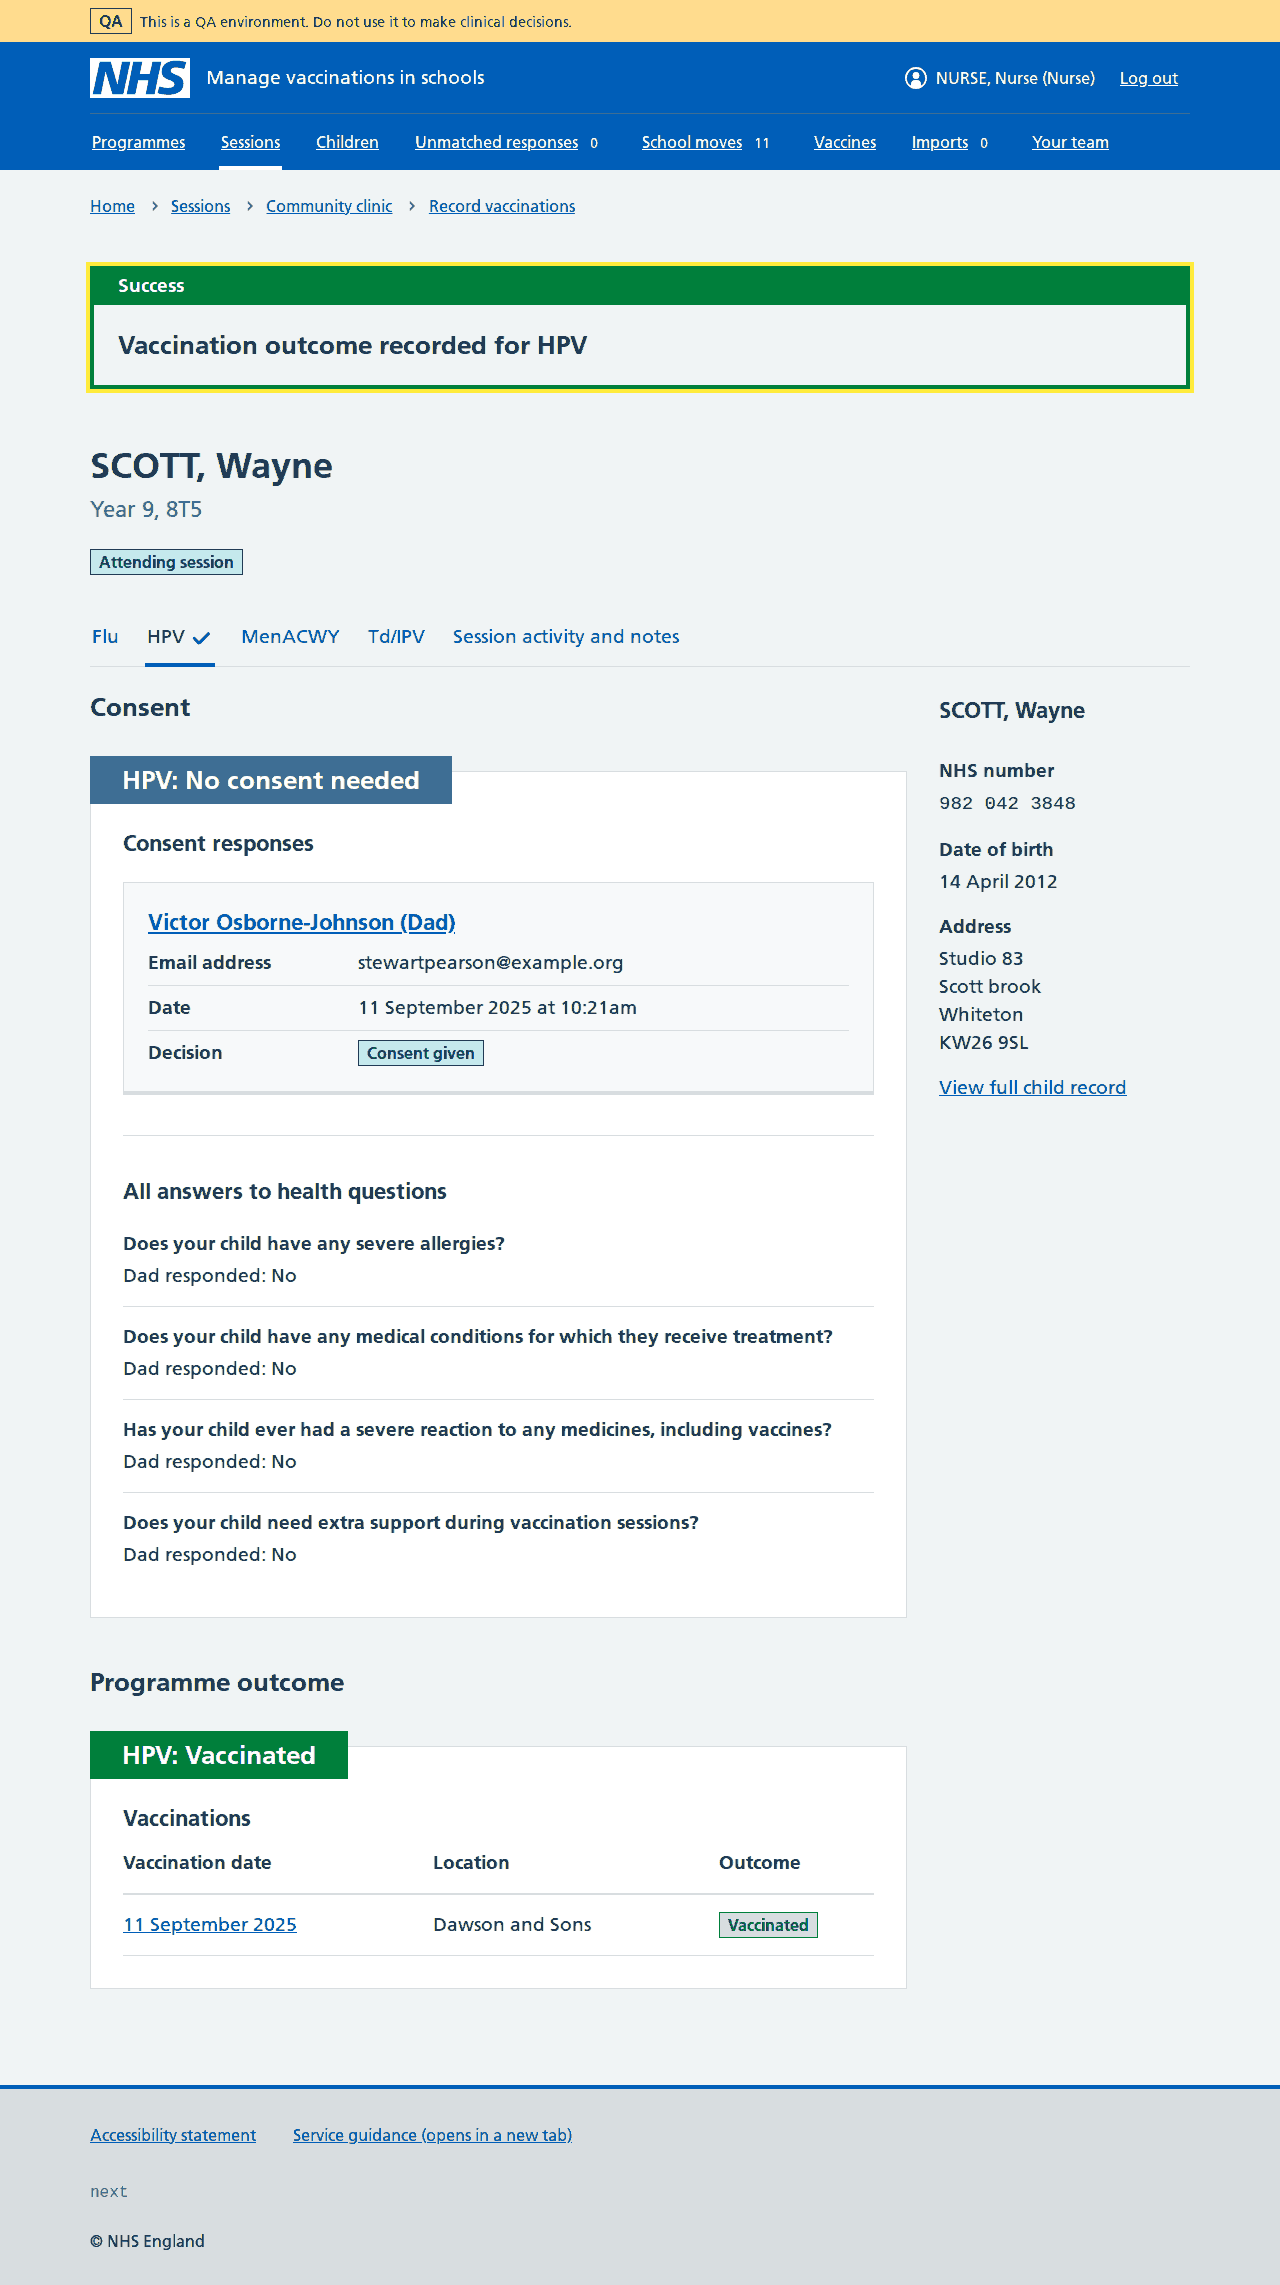 QA This is a QA environment. Do not use it to make clinical decisions.
NHS Manage vaccinations in schools NURSE, Nurse (Nurse) Log out
Programmes Sessions Children Unmatched responses 0 School moves 11 Vaccines Imports 0 Your team
Home › Sessions › Community clinic › Record vaccinations
Success
Vaccination outcome recorded for HPV
SCOTT, Wayne
Year 9, 8T5
Attending session
Flu HPV MenACWY Td/IPV Session activity and notes
Consent
HPV: No consent needed
Consent responses
Victor Osborne-Johnson (Dad)
Email address stewartpearson@example.org
Date 11 September 2025 at 10:21am
Decision Consent given
All answers to health questions
Does your child have any severe allergies?
Dad responded: No
Does your child have any medical conditions for which they receive treatment?
Dad responded: No
Has your child ever had a severe reaction to any medicines, including vaccines?
Dad responded: No
Does your child need extra support during vaccination sessions?
Dad responded: No
SCOTT, Wayne
NHS number
982 042 3848
Date of birth
14 April 2012
Address
Studio 83
Scott brook
Whiteton
KW26 9SL
View full child record
Programme outcome
HPV: Vaccinated
Vaccinations
Vaccination date Location Outcome
11 September 2025 Dawson and Sons Vaccinated
Accessibility statement Service guidance (opens in a new tab)
next
© NHS England